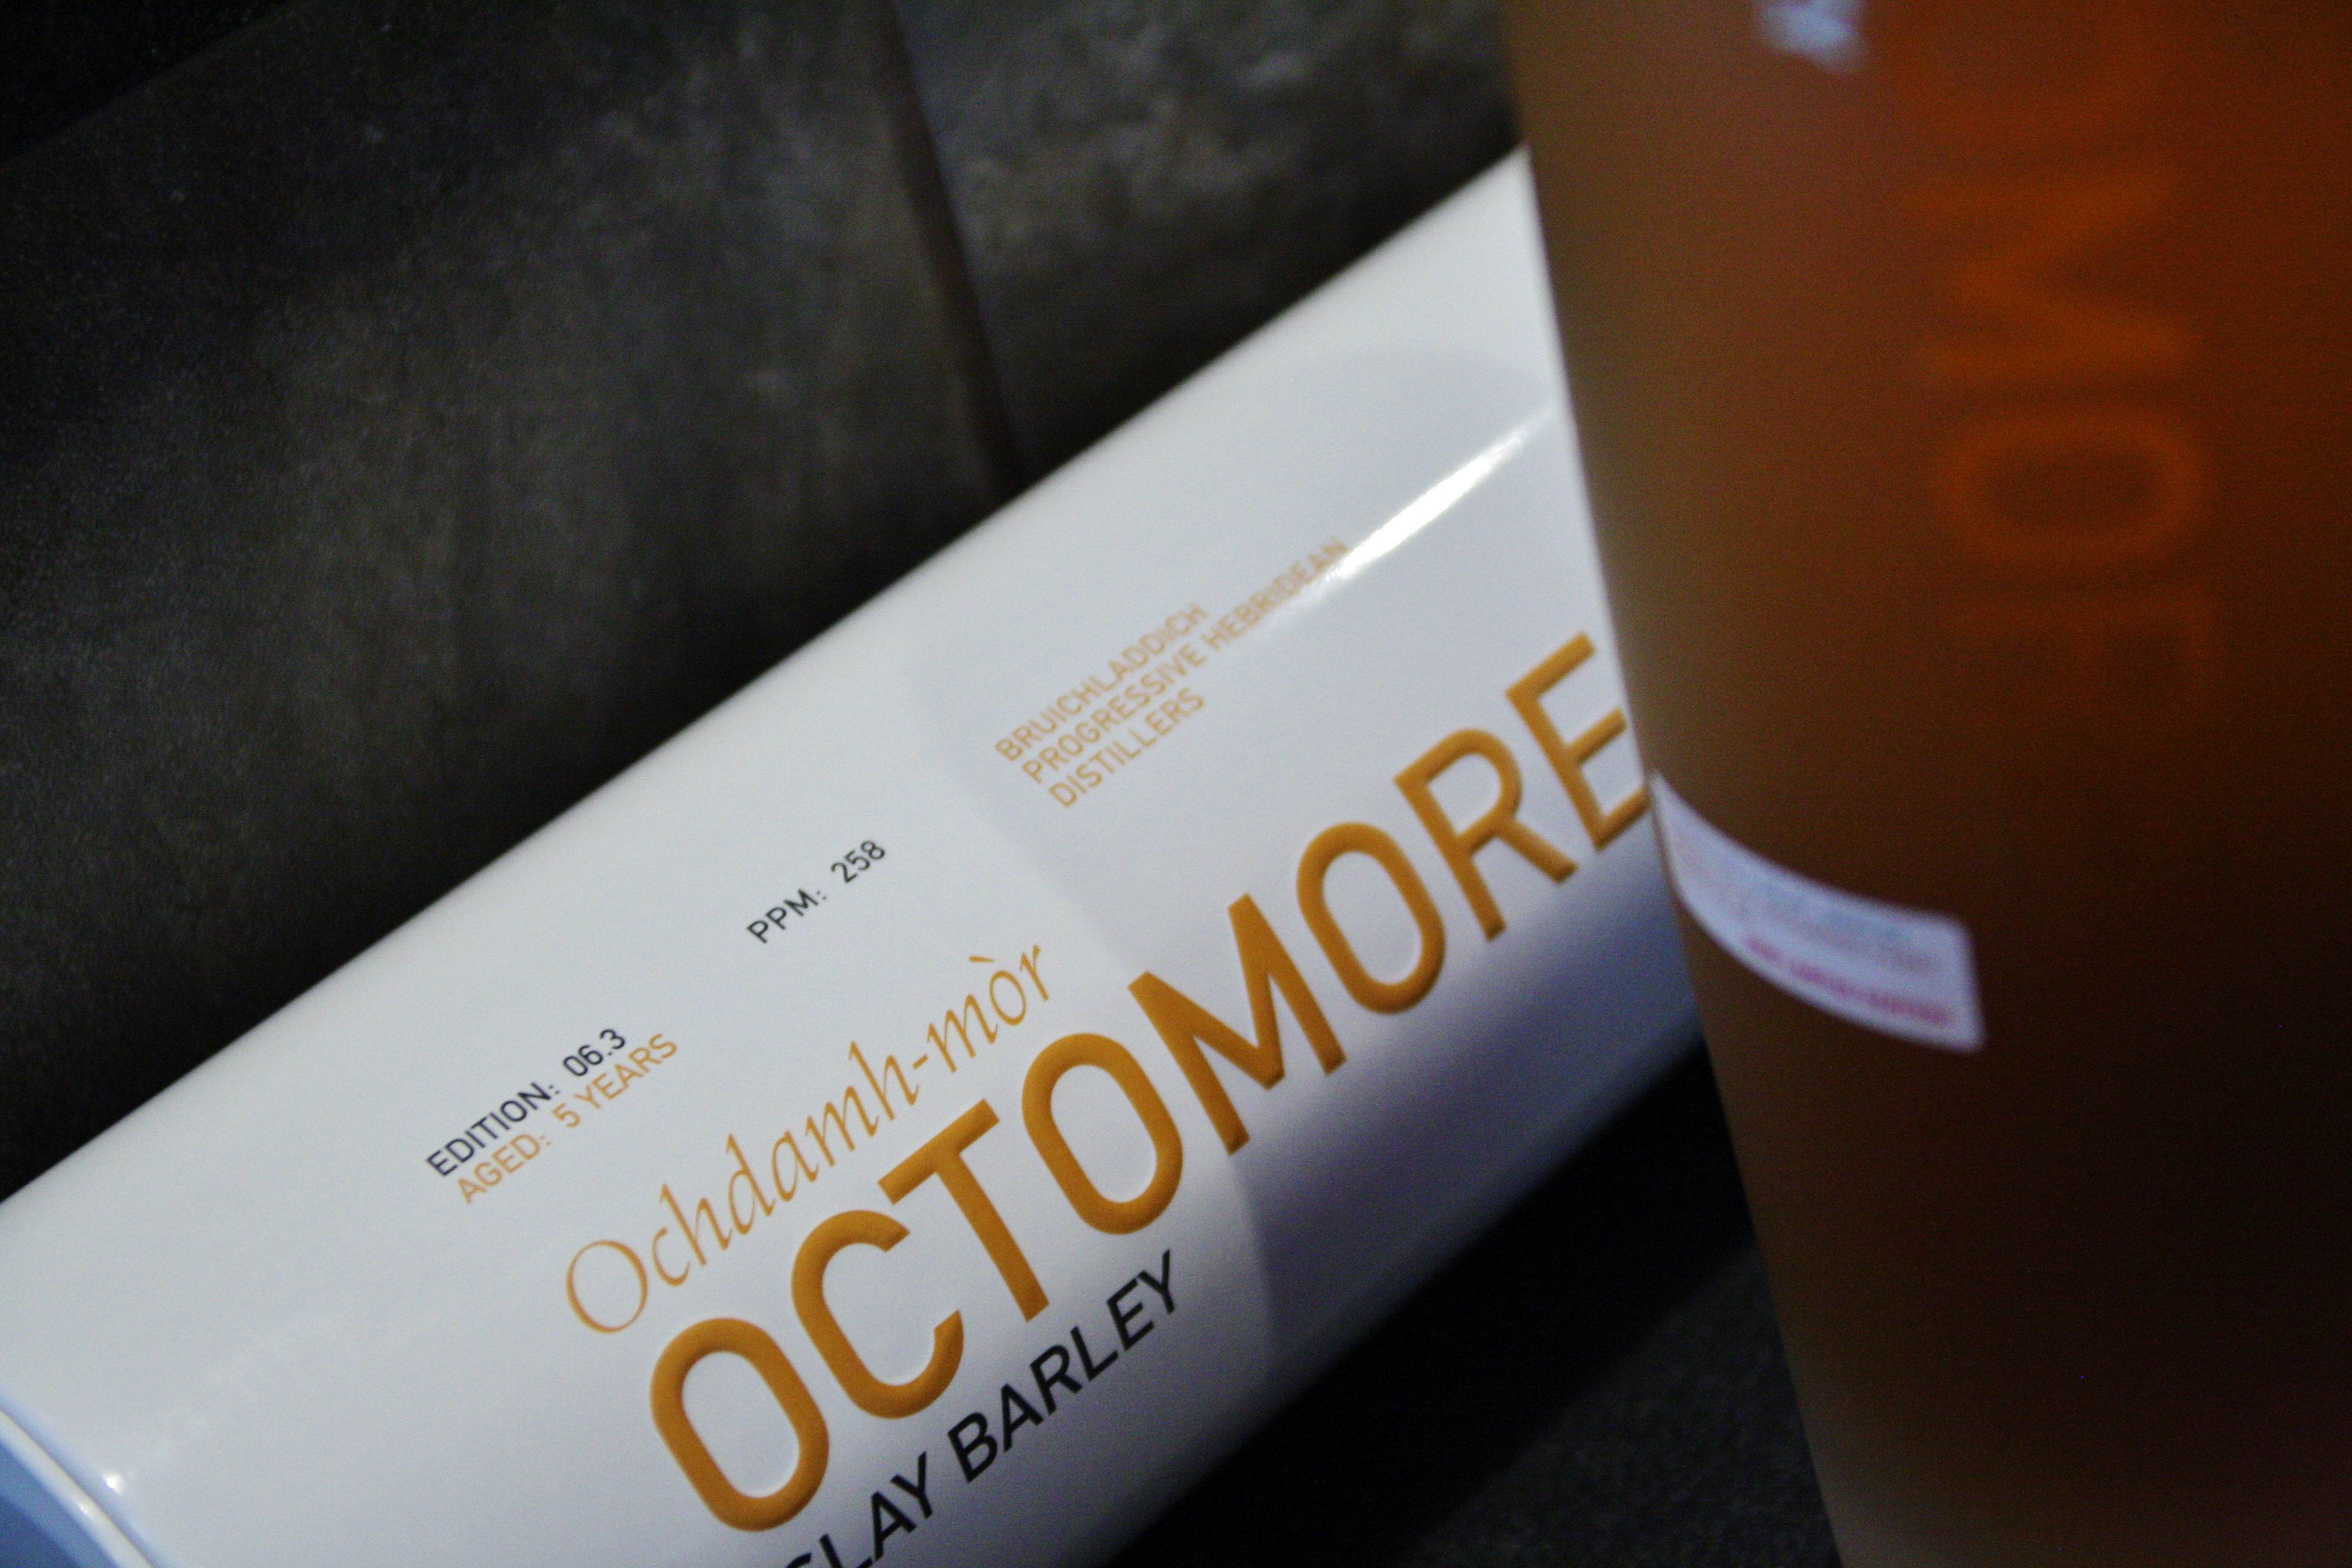 BRUICHLADDICH
PROGRESSIVE HEBRIDEAN
DISTILLERS
PPM: 258
EDITION: 06.3
AGED: 5 YEARS
Ochdamh-mòr
OCTOMORE
SLAY BARLEY